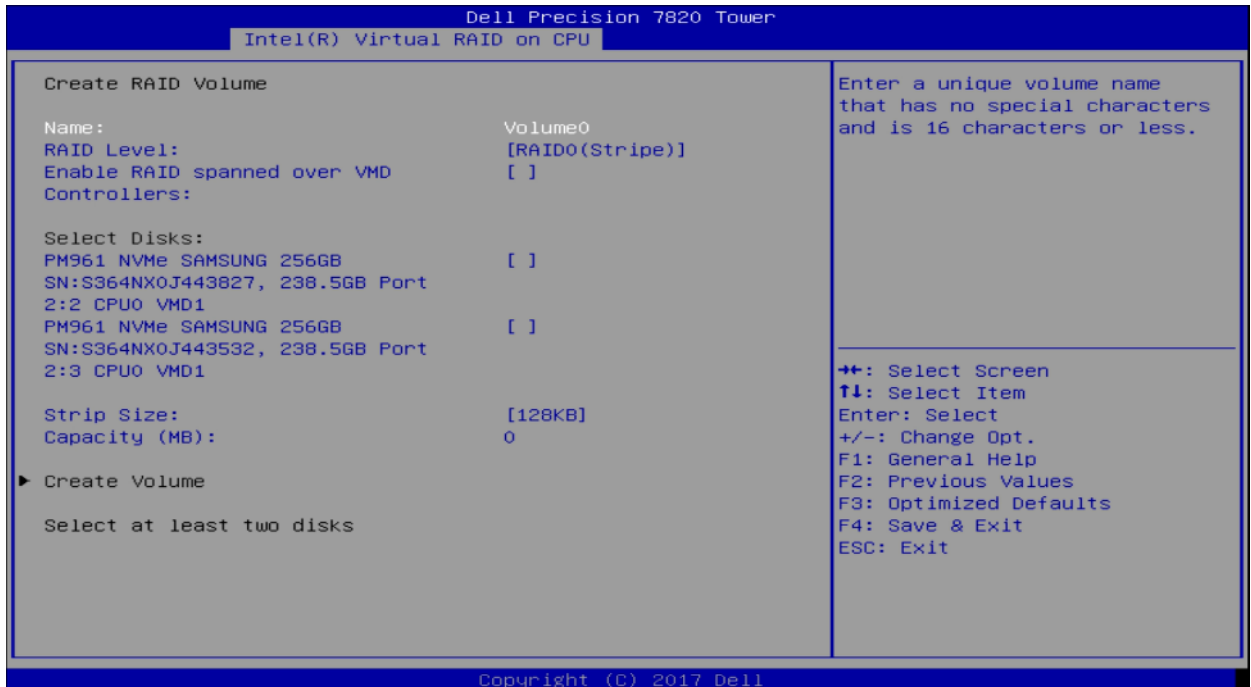 Dell Precision 7820 Tower
Intel(R) Virtual RAID on CPU
Create RAID Volume
Name: Volume0
RAID Level: [RAID0(Stripe)]
Enable RAID spanned over VMD [ ]
Controllers:
Select Disks:
PM961 NVMe SAMSUNG 256GB [ ]
SN:S364NX0J443827, 238.5GB Port
2:2 CPU0 VMD1
PM961 NVMe SAMSUNG 256GB [ ]
SN:S364NX0J443532, 238.5GB Port
2:3 CPU0 VMD1
Strip Size: [128KB]
Capacity (MB): 0
► Create Volume
Select at least two disks
Enter a unique volume name
that has no special characters
and is 16 characters or less.
→←: Select Screen
↑↓: Select Item
Enter: Select
+/-: Change Opt.
F1: General Help
F2: Previous Values
F3: Optimized Defaults
F4: Save & Exit
ESC: Exit
Copyright (C) 2017 Dell